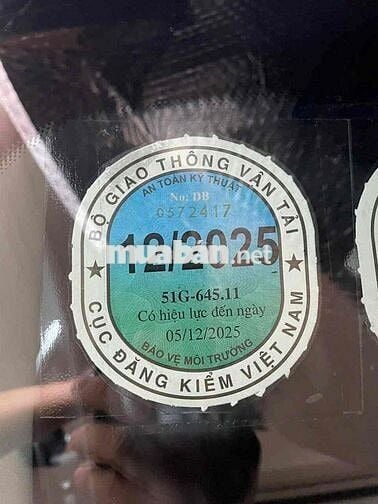 BỘ GIAO THÔNG VẬN TẢI
AN TOÀN KỸ THUẬT
No: DB
0572417
12/2025
muaban.net
51G-645.11
Có hiệu lực đến ngày
05/12/2025
BẢO VỆ MÔI TRƯỜNG
★ CỤC ĐĂNG KIỂM VIỆT NAM ★